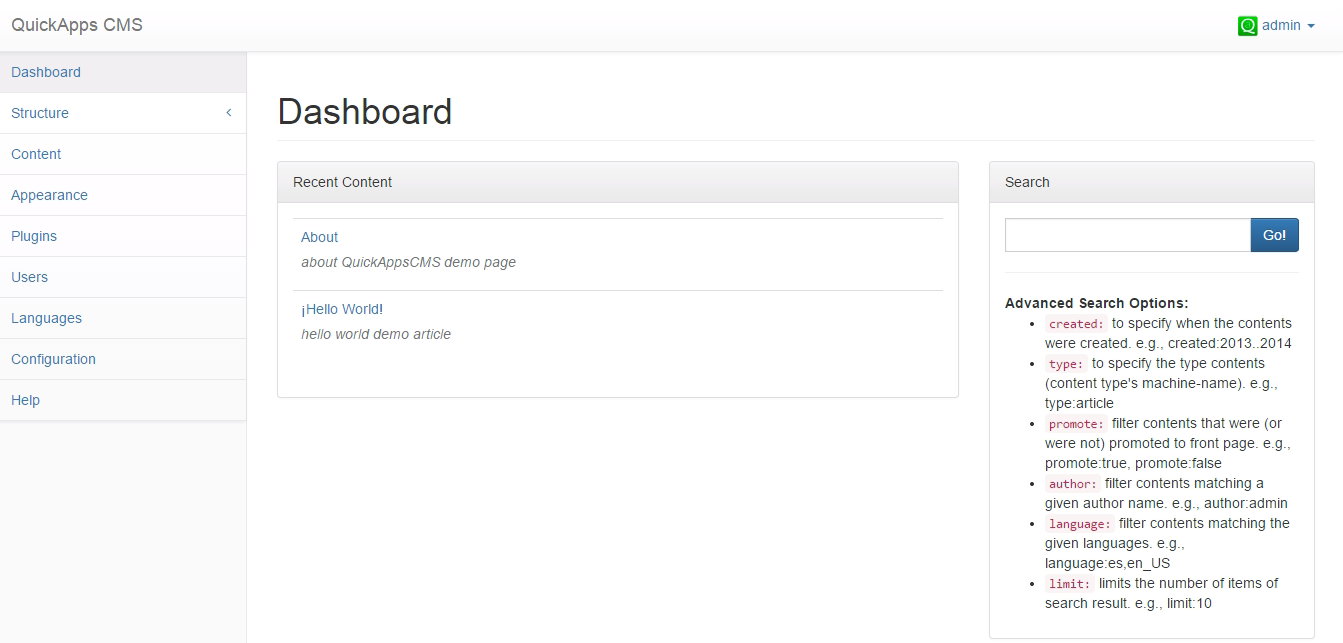 QuickApps CMS
admin
Dashboard
Structure
Content
Appearance
Plugins
Users
Languages
Configuration
Help
Dashboard
Recent Content
About
about QuickAppsCMS demo page
¡Hello World!
hello world demo article
Search
Go!
Advanced Search Options:
created: to specify when the contents
were created. e.g., created:2013..2014
type: to specify the type contents
(content type's machine-name). e.g.,
type:article
promote: filter contents that were (or
were not) promoted to front page. e.g.,
promote:true, promote:false
author: filter contents matching a
given author name. e.g., author:admin
language: filter contents matching the
given languages. e.g.,
language:es,en_US
limit: limits the number of items of
search result. e.g., limit:10